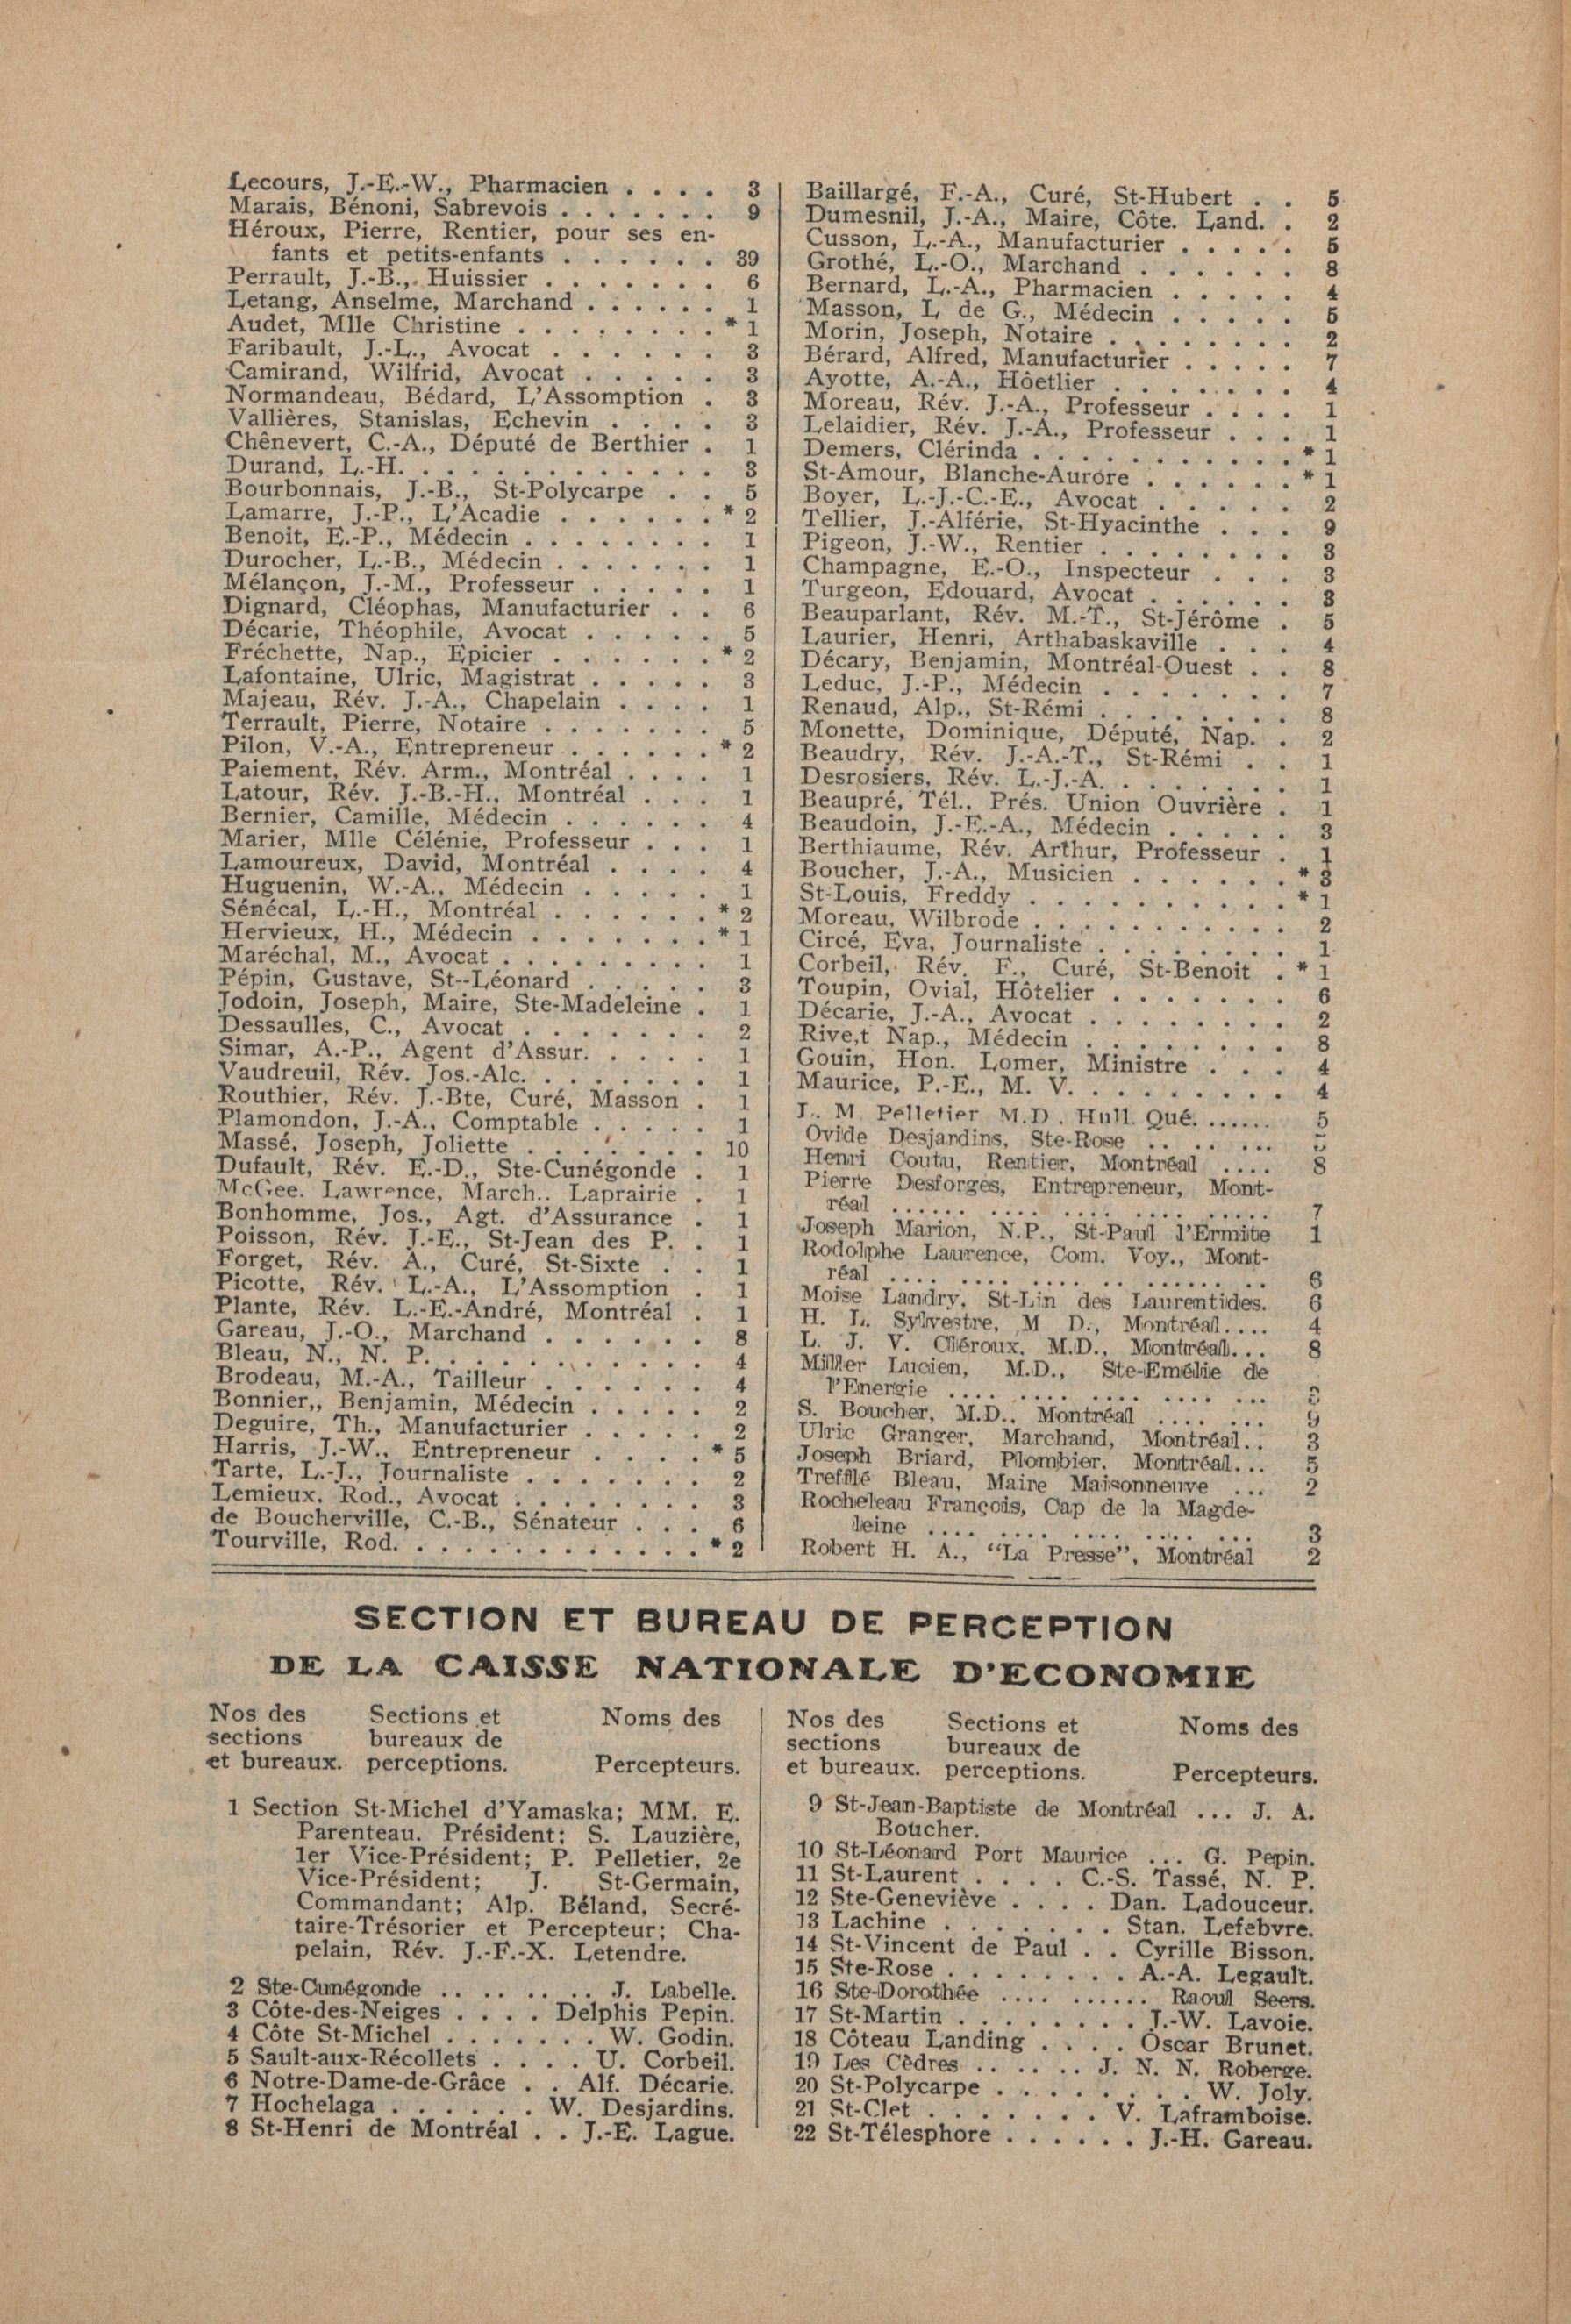 Lecours, J.-E.-W., Pharmacien . . . . 3
Marais, Bénoni, Sabrevois . . . . . . . 9
Héroux, Pierre, Rentier, pour ses en-
fants et petits-enfants . . . . . . 39
Perrault, J.-B., Huissier . . . . . . . 6
Letang, Anselme, Marchand . . . . . . 1
Audet, Mlle Christine . . . . . . . . * 1
Faribault, J.-L., Avocat . . . . . . 3
Camirand, Wilfrid, Avocat . . . . . 3
Normandeau, Bédard, L'Assomption . 3
Vallières, Stanislas, Echevin . . . . 3
Chênevert, C.-A., Député de Berthier . 1
Durand, L.-H. . . . . . . . . . . . . 3
Bourbonnais, J.-B., St-Polycarpe . . 5
Lamarre, J.-P., L'Acadie . . . . . . * 2
Benoit, E.-P., Médecin . . . . . . . . 1
Durocher, L.-B., Médecin . . . . . . . 1
Mélançon, J.-M., Professeur . . . . . 1
Dignard, Cléophas, Manufacturier . . 6
Décarie, Théophile, Avocat . . . . . 5
Fréchette, Nap., Epicier . . . . . . * 2
Lafontaine, Ulric, Magistrat . . . . . 3
Majeau, Rév. J.-A., Chapelain . . . . 1
Terrault, Pierre, Notaire . . . . . . . 5
Pilon, V.-A., Entrepreneur . . . . . . * 2
Paiement, Rév. Arm., Montréal . . . . 1
Latour, Rév. J.-B.-H., Montréal . . . 1
Bernier, Camille, Médecin . . . . . . 4
Marier, Mlle Célénie, Professeur . . . 1
Lamoureux, David, Montréal . . . . 4
Huguenin, W.-A., Médecin . . . . . 1
Sénécal, L.-H., Montréal . . . . . . * 2
Hervieux, H., Médecin . . . . . . . * 1
Maréchal, M., Avocat . . . . . . . . . 1
Pépin, Gustave, St--Léonard . . . . . 3
Jodoin, Joseph, Maire, Ste-Madeleine . 1
Dessaulles, C., Avocat . . . . . . . 2
Simar, A.-P., Agent d'Assur. . . . . 1
Vaudreuil, Rév. Jos.-Alc. . . . . . . . 1
Routhier, Rév. J.-Bte, Curé, Masson . 1
Plamondon, J.-A., Comptable . . . . . 1
Massé, Joseph, Joliette . . . . . . . 10
Dufault, Rév. E.-D., Ste-Cunégonde . 1
McGee. Lawrence, March.. Laprairie . 1
Bonhomme, Jos., Agt. d'Assurance . 1
Poisson, Rév. J.-E., St-Jean des P. . 1
Forget, Rév. A., Curé, St-Sixte . . 1
Picotte, Rév. L.-A., L'Assomption . 1
Plante, Rév. L.-E.-André, Montréal . 1
Gareau, J.-O., Marchand . . . . . . 8
Bleau, N., N. P. . . . . . . . . . . 4
Brodeau, M.-A., Tailleur . . . . . . 4
Bonnier,, Benjamin, Médecin . . . . . 2
Deguire, Th., Manufacturier . . . . . 2
Harris, J.-W., Entrepreneur . . . . * 5
Tarte, L.-J., Journaliste . . . . . . . 2
Lemieux. Rod., Avocat . . . . . . . . 3
de Boucherville, C.-B., Sénateur . . . 6
Tourville, Rod. . . . . . . . . . . . . * 2
Baillargé, F.-A., Curé, St-Hubert . . 5
Dumesnil, J.-A., Maire, Côte. Land. . 2
Cusson, L.-A., Manufacturier . . . . . 5
Grothé, L.-O., Marchand . . . . . . 8
Bernard, L.-A., Pharmacien . . . . . 4
Masson, L de G., Médecin . . . . . 5
Morin, Joseph, Notaire . . . . . . . . 2
Bérard, Alfred, Manufacturier . . . . . 7
Ayotte, A.-A., Hôetlier . . . . . . . 4
Moreau, Rév. J.-A., Professeur . . . . 1
Lelaidier, Rév. J.-A., Professeur . . . 1
Demers, Clérinda . . . . . . . . . . . * 1
St-Amour, Blanche-Aurore . . . . . . * 1
Boyer, L.-J.-C.-E., Avocat . . . . . 2
Tellier, J.-Alférie, St-Hyacinthe . . . 9
Pigeon, J.-W., Rentier . . . . . . . . 3
Champagne, E.-O., Inspecteur . . . 3
Turgeon, Edouard, Avocat . . . . . . 3
Beauparlant, Rév. M.-T., St-Jérôme . 5
Laurier, Henri, Arthabaskaville . . . 4
Décary, Benjamin, Montréal-Ouest . . 8
Leduc, J.-P., Médecin . . . . . . . 7
Renaud, Alp., St-Rémi . . . . . . . . 8
Monette, Dominique, Député, Nap. . 2
Beaudry, Rév. J.-A.-T., St-Rémi . . 1
Desrosiers, Rév. L.-J.-A. . . . . . . . 1
Beaupré, Tél., Prés. Union Ouvrière . 1
Beaudoin, J.-E.-A., Médecin . . . . . 3
Berthiaume, Rév. Arthur, Professeur . 1
Boucher, J.-A., Musicien . . . . . . * 3
St-Louis, Freddy . . . . . . . . . . . * 1
Moreau, Wilbrode . . . . . . . . . . . 2
Circé, Eva, Journaliste . . . . . . . . 1
Corbeil, Rév. F., Curé, St-Benoit . * 1
Toupin, Ovial, Hôtelier . . . . . . . 6
Décarie, J.-A., Avocat . . . . . . . . 2
Rive,t Nap., Médecin . . . . . . . . 8
Gouin, Hon. Lomer, Ministre . . . 4
Maurice, P.-E., M. V. . . . . . . . . . 4
L. M Pelletier M.D . Hull. Qué. ...... 5
Ovide Desjardins, Ste-Rose .. .. .. ...
Henri Coutu, Rentier, Montréal .... 8
Pierre Desforges, Entrepreneur, Mont-
réal ...... .... .... .... ..... 7
Joseph Marion, N.P., St-Paul l'Ermite 1
Rodolphe Laurence, Com. Voy., Mont-
réal .... .... .... .. ...... .. 6
Moise Landry, St-Lin des Laurentides. 6
H. L. Sylvestre, M D., Montréal.... 4
L. J. V. Cléroux. M.D., Montréal... 8
Miller Lucien, M.D., Ste-Emélie de
l'Energie .... .... .... .... ...
S. Boucher, M.D.. Montréal .... ... 9
Ulric Granger, Marchand, Montréal.. 3
Joseph Briard, Plombier. Montréal... 5
Trefflé Bleau, Maire Maisonneuve ... 2
Rocheleau François, Cap de la Magde-
leine .... .... .... .... ... 3
Robert H. A., "La Presse", Montréal 2
SECTION ET BUREAU DE PERCEPTION
DE LA CAISSE NATIONALE D'ECONOMIE
Nos des Sections et Noms des
sections bureaux de
et bureaux. perceptions. Percepteurs.
1 Section St-Michel d'Yamaska; MM. E.
Parenteau. Président; S. Lauzière,
1er Vice-Président; P. Pelletier, 2e
Vice-Président; J. St-Germain,
Commandant; Alp. Béland, Secré-
taire-Trésorier et Percepteur; Cha-
pelain, Rév. J.-F.-X. Letendre.
2 Ste-Cunégonde .. .. .. .. J. Labelle.
3 Côte-des-Neiges . . . . Delphis Pepin.
4 Côte St-Michel . . . . . . . W. Godin.
5 Sault-aux-Récollets . . . . U. Corbeil.
6 Notre-Dame-de-Grâce . . Alf. Décarie.
7 Hochelaga . . . . . . W. Desjardins.
8 St-Henri de Montréal . . J.-E. Lague.
Nos des Sections et Noms des
sections bureaux de
et bureaux. perceptions. Percepteurs.
9 St-Jean-Baptiste de Montréal ... J. A.
Boucher.
10 St-Léonard Port Maurice ... G. Pepin.
11 St-Laurent . . . . C.-S. Tassé, N. P.
12 Ste-Geneviève . . . . Dan. Ladouceur.
13 Lachine . . . . . . . Stan. Lefebvre.
14 St-Vincent de Paul . . Cyrille Bisson.
15 Ste-Rose . . . . . . . . A.-A. Legault.
16 Ste-Dorothée .... ...... Raoul Seers.
17 St-Martin . . . . . . . . J.-W. Lavoie.
18 Côteau Landing . . . . Oscar Brunet.
19 Les Cèdres .. .. .. J. N. N. Roberge.
20 St-Polycarpe . . . . . . . . W. Joly.
21 St-Clet . . . . . . . V. Laframboise.
22 St-Télesphore . . . . . . J.-H. Gareau.